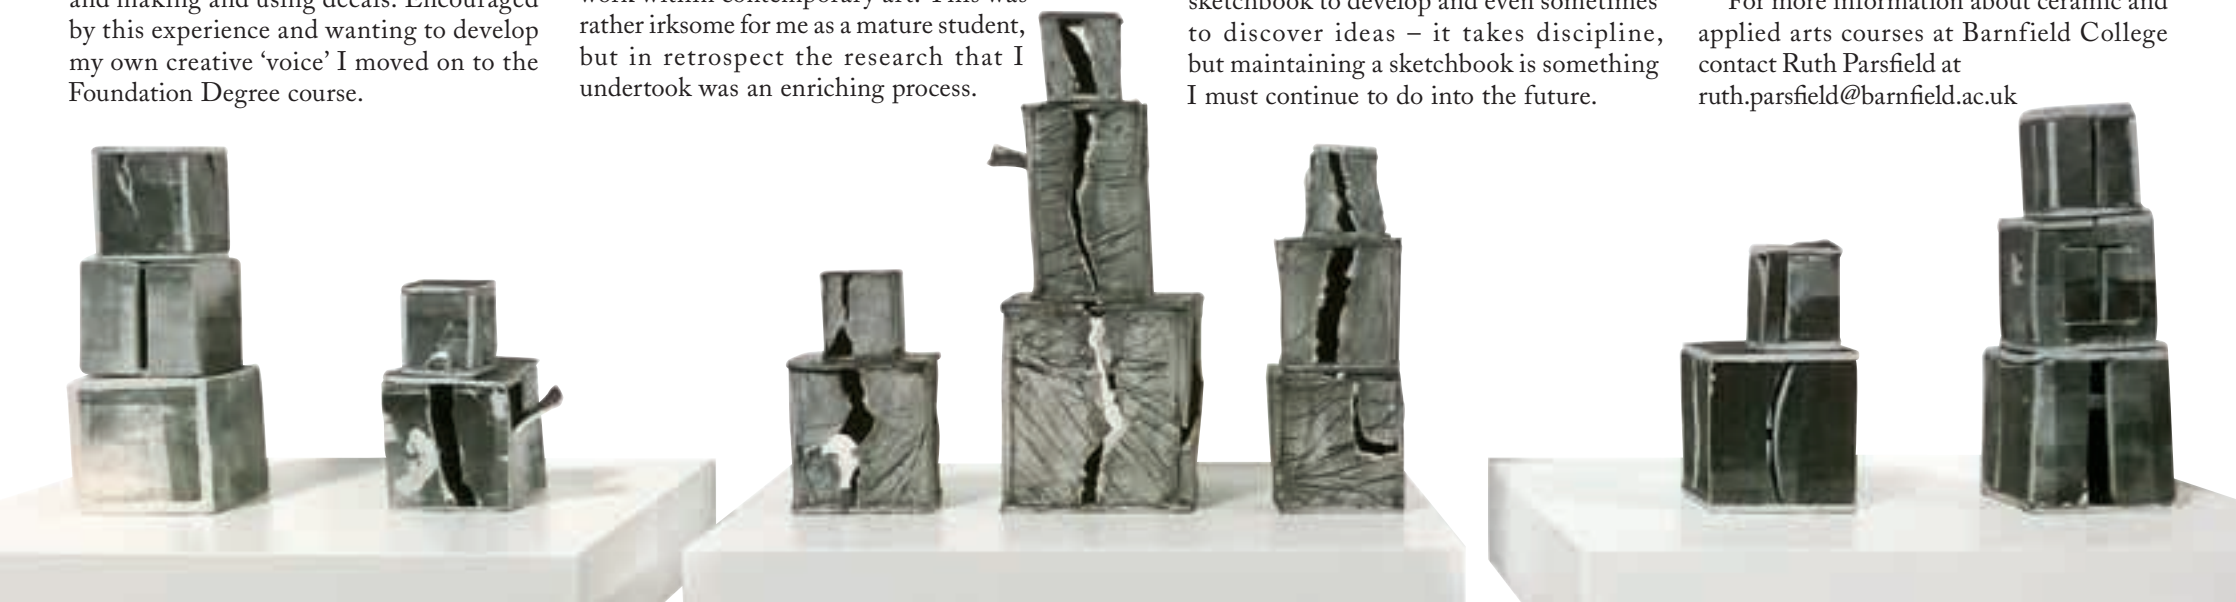 and making and using decals. Encouraged
by this experience and wanting to develop
my own creative ‘voice’ I moved on to the
Foundation Degree course.
work within contemporary art. This was
rather irksome for me as a mature student,
but in retrospect the research that I
undertook was an enriching process.
sketchbook to develop and even sometimes
to discover ideas – it takes discipline,
but maintaining a sketchbook is something
I must continue to do into the future.
For more information about ceramic and
applied arts courses at Barnfield College
contact Ruth Parsfield at
ruth.parsfield@barnfield.ac.uk